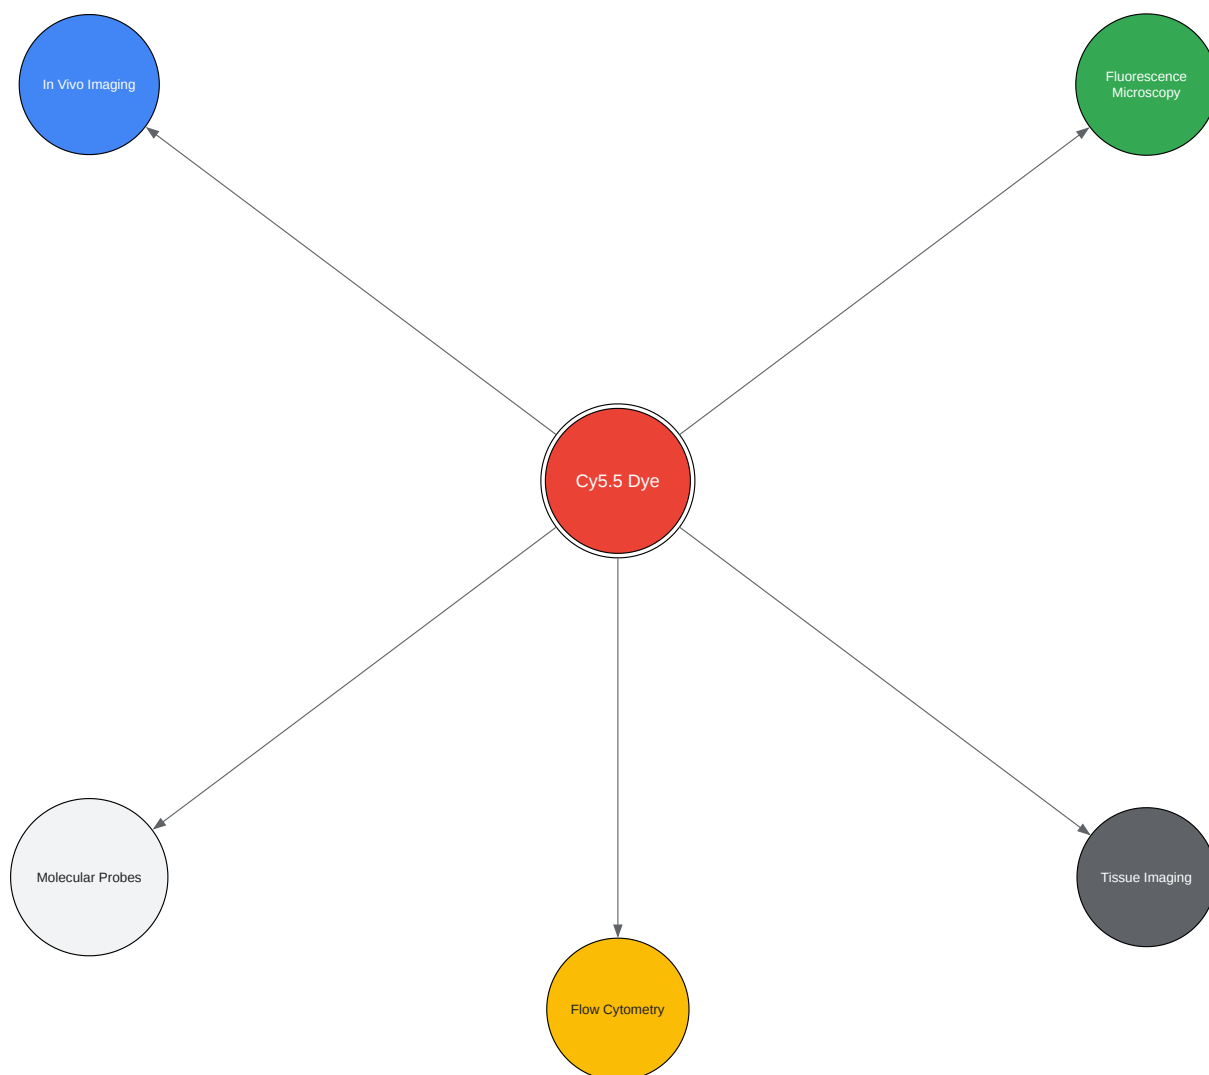 In Vivo Imaging
Fluorescence
Microscopy
Cy5.5 Dye
Molecular Probes
Tissue Imaging
Flow Cytometry